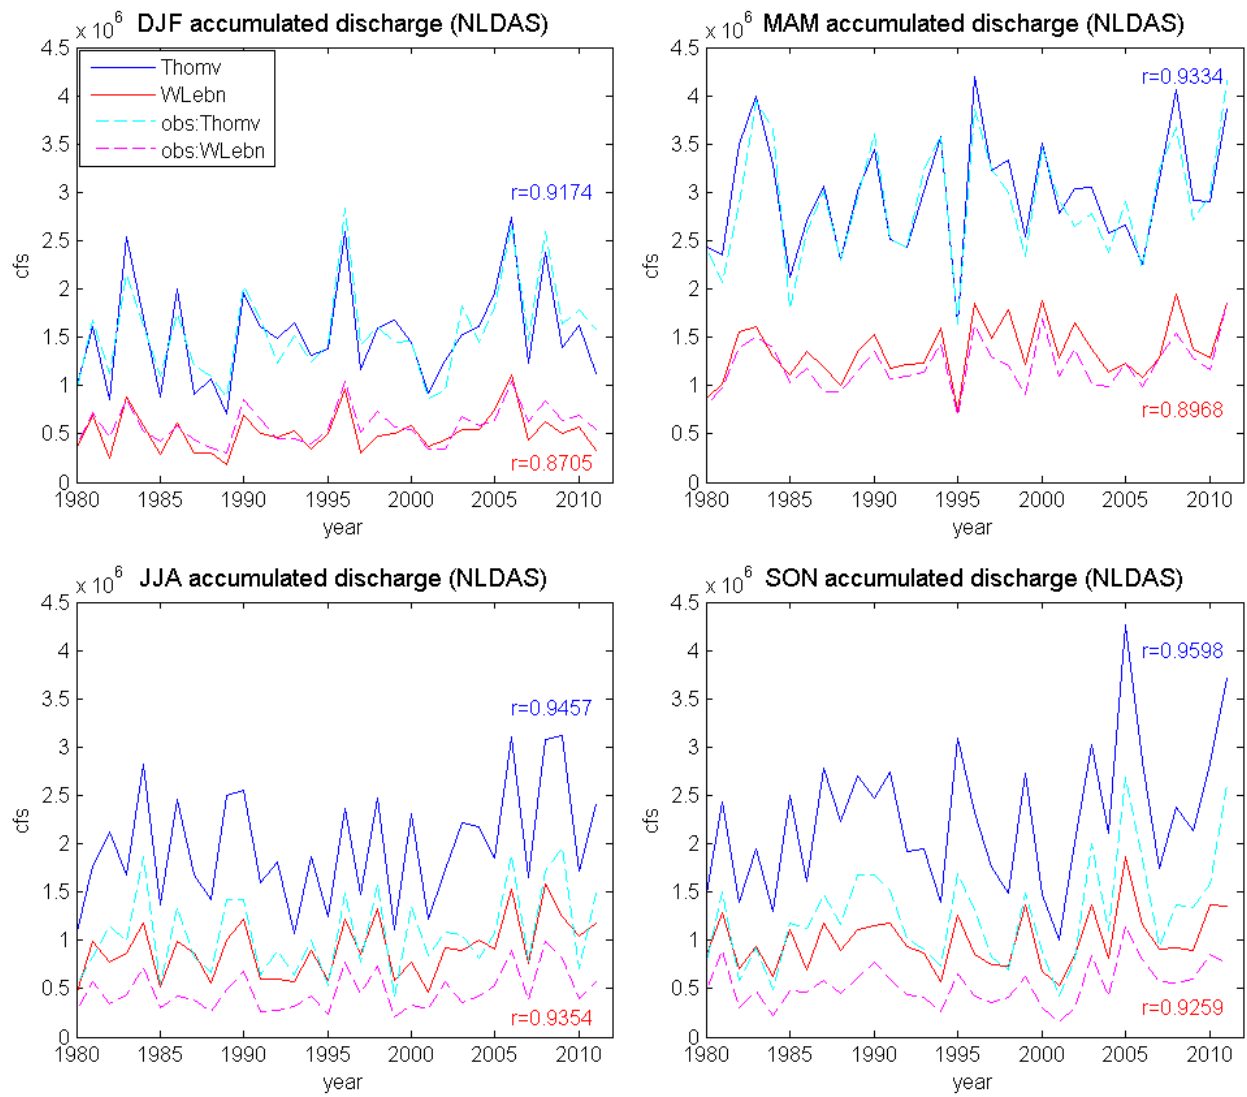 DJF accumulated discharge (NLDAS)
x 10^6
4.5
4
3.5
3
2.5
2
1.5
1
0.5
0
cfs
Thomv
WLebn
obs:Thomv
obs:WLebn
r=0.9174
r=0.8705
1980 1985 1990 1995 2000 2005 2010
year
MAM accumulated discharge (NLDAS)
x 10^6
4.5
4
3.5
3
2.5
2
1.5
1
0.5
0
cfs
r=0.9334
r=0.8968
1980 1985 1990 1995 2000 2005 2010
year
JJA accumulated discharge (NLDAS)
x 10^6
4.5
4
3.5
3
2.5
2
1.5
1
0.5
0
cfs
r=0.9457
r=0.9354
1980 1985 1990 1995 2000 2005 2010
year
SON accumulated discharge (NLDAS)
x 10^6
4.5
4
3.5
3
2.5
2
1.5
1
0.5
0
cfs
r=0.9598
r=0.9259
1980 1985 1990 1995 2000 2005 2010
year